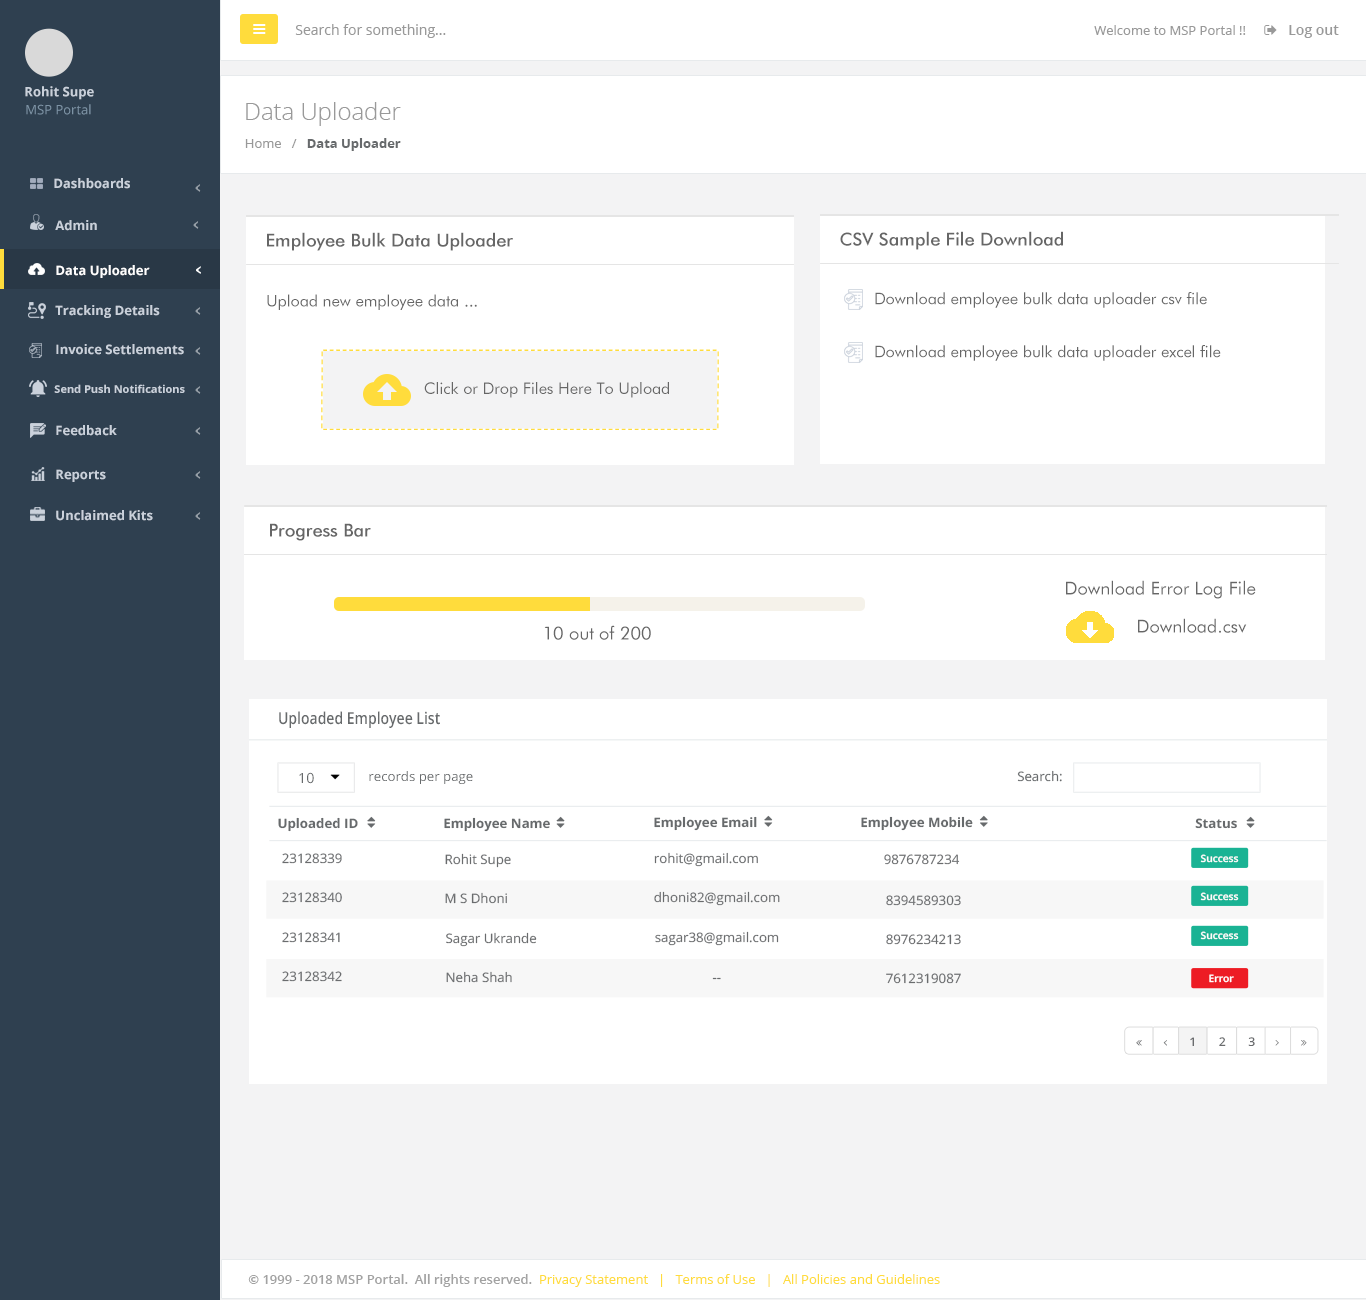 Search for something...
Welcome to MSP Portal !!
Log out
Rohit Supe
MSP Portal
Dashboards
Admin
Data Uploader
Tracking Details
Invoice Settlements
Send Push Notifications
Feedback
Reports
Unclaimed Kits
Data Uploader
Home / Data Uploader
Employee Bulk Data Uploader
Upload new employee data ...
Click or Drop Files Here To Upload
CSV Sample File Download
Download employee bulk data uploader csv file
Download employee bulk data uploader excel file
Progress Bar
10 out of 200
Download Error Log File
Download.csv
Uploaded Employee List
10 records per page
Search:
Uploaded ID Employee Name Employee Email Employee Mobile Status
23128339 Rohit Supe rohit@gmail.com 9876787234 Success
23128340 M S Dhoni dhoni82@gmail.com 8394589303 Success
23128341 Sagar Ukrande sagar38@gmail.com 8976234213 Success
23128342 Neha Shah -- 7612319087 Error
« ‹ 1 2 3 › »
© 1999 - 2018 MSP Portal. All rights reserved. Privacy Statement | Terms of Use | All Policies and Guidelines